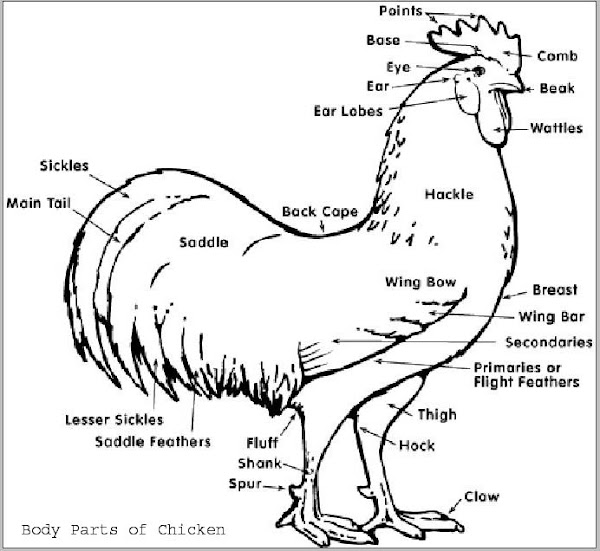 Points
Base
Comb
Eye
Ear
Beak
Ear Lobes
Wattles
Sickles
Main Tail
Hackle
Back Cape
Saddle
Wing Bow
Breast
Wing Bar
Secondaries
Primaries or
Flight Feathers
Lesser Sickles
Saddle Feathers
Thigh
Fluff
Hock
Shank
Spur
Claw
Body Parts of Chicken